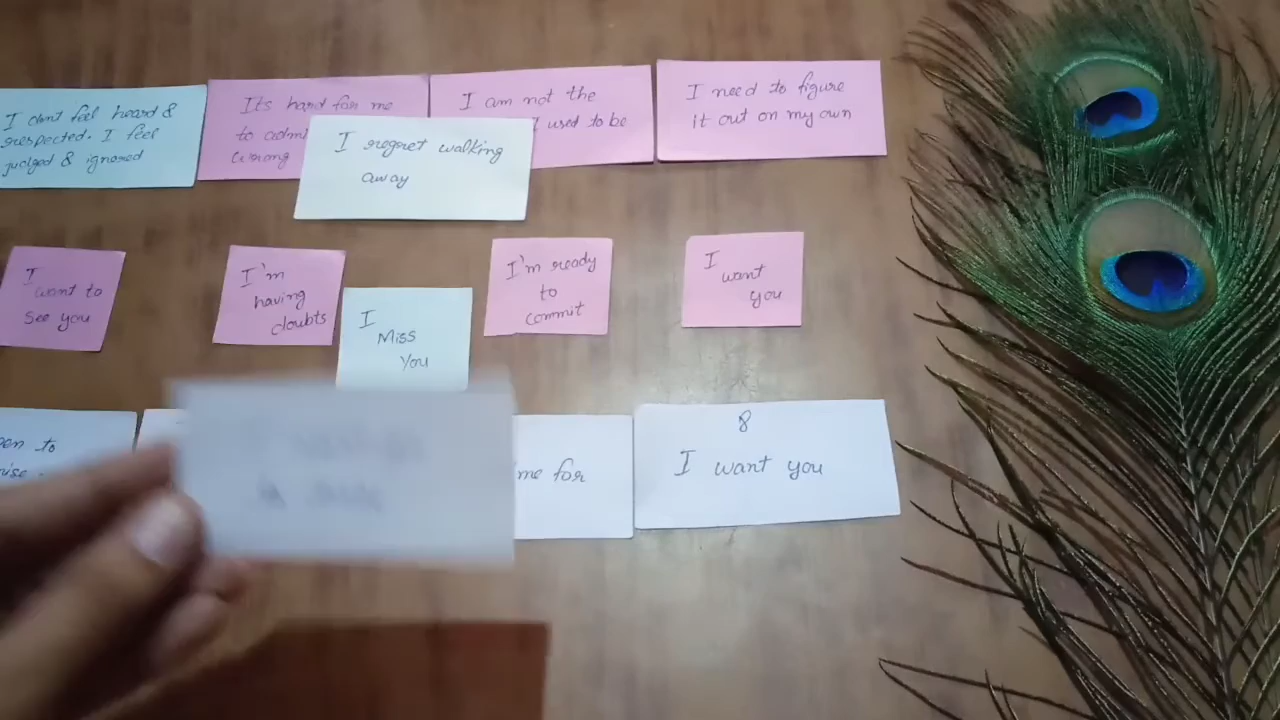 I dont feel heard &
respected. I feel
judged & ignored
Its hard for me
to admi
wrong
I regret walking
away
I am not the
I used to be
I need to figure
it out on my own
I
want to
see you
I'm
having
doubts
I
Miss
You
I'm ready
to
commit
I
want
you
en to
me for
8
I want you